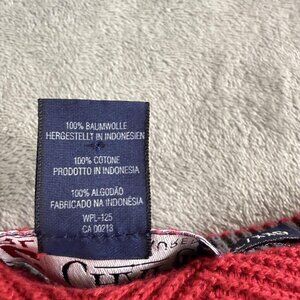 100% BAUMWOLLE
HERGESTELLT IN INDONESIEN
100% COTONE
PRODOTTO IN INDONESIA
100% ALGODÃO
FABRICADO NA INDONÉSIA
WPL-125
CA 00213